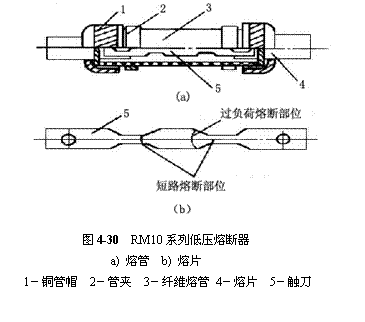 1 2 3
5 4
(a)
5 过负荷熔断部位
短路熔断部位
(b)
图4-30 RM10系列低压熔断器
a) 熔管 b) 熔片
1-铜管帽 2-管夹 3-纤维熔管 4-熔片 5-触刀